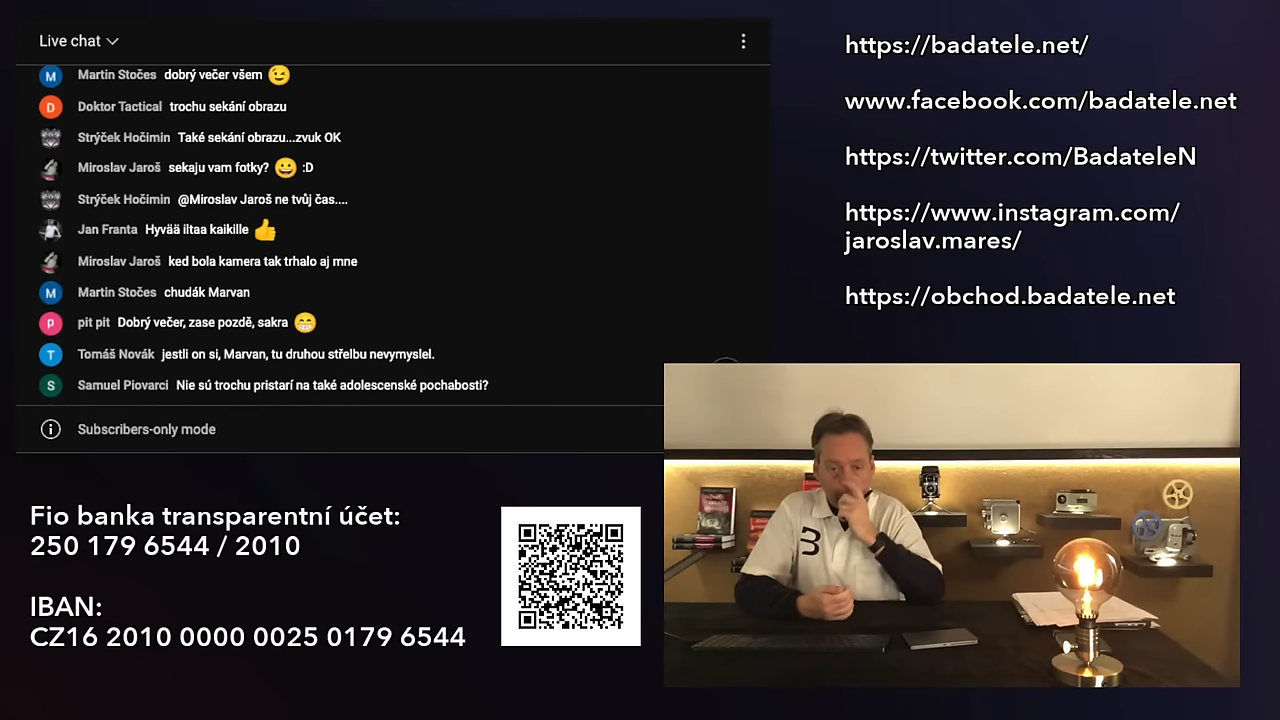 Live chat
Martin Stočes dobrý večer všem 😉
Doktor Tactical trochu sekání obrazu
Strýček Hočimin Také sekání obrazu...zvuk OK
Miroslav Jaroš sekaju vam fotky? 😀 :D
Strýček Hočimin @Miroslav Jaroš ne tvůj čas....
Jan Franta Hyvää iltaa kaikille 👍
Miroslav Jaroš ked bola kamera tak trhalo aj mne
Martin Stočes chudák Marvan
pit pit Dobrý večer, zase pozdě, sakra 😁
Tomáš Novák jestli on si, Marvan, tu druhou střelbu nevymyslel.
Samuel Piovarci Nie sú trochu pristarí na také adolescenské pochabosti?
Subscribers-only mode
https://badatele.net/
www.facebook.com/badatele.net
https://twitter.com/BadateleN
https://www.instagram.com/
jaroslav.mares/
https://obchod.badatele.net
Fio banka transparentní účet:
250 179 6544 / 2010
IBAN:
CZ16 2010 0000 0025 0179 6544